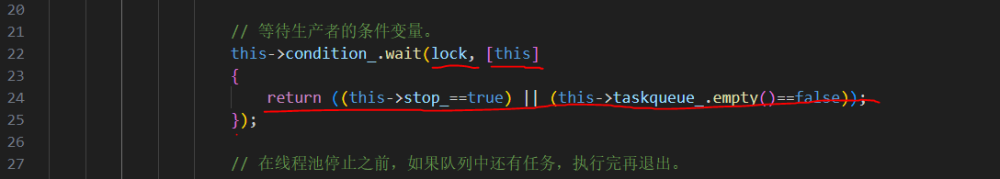 20
21 // 等待生产者的条件变量。
22 this->condition_.wait(lock, [this]
23 {
24 return ((this->stop_==true) || (this->taskqueue_.empty()==false));
25 });
26
27 // 在线程池停止之前，如果队列中还有任务，执行完再退出。